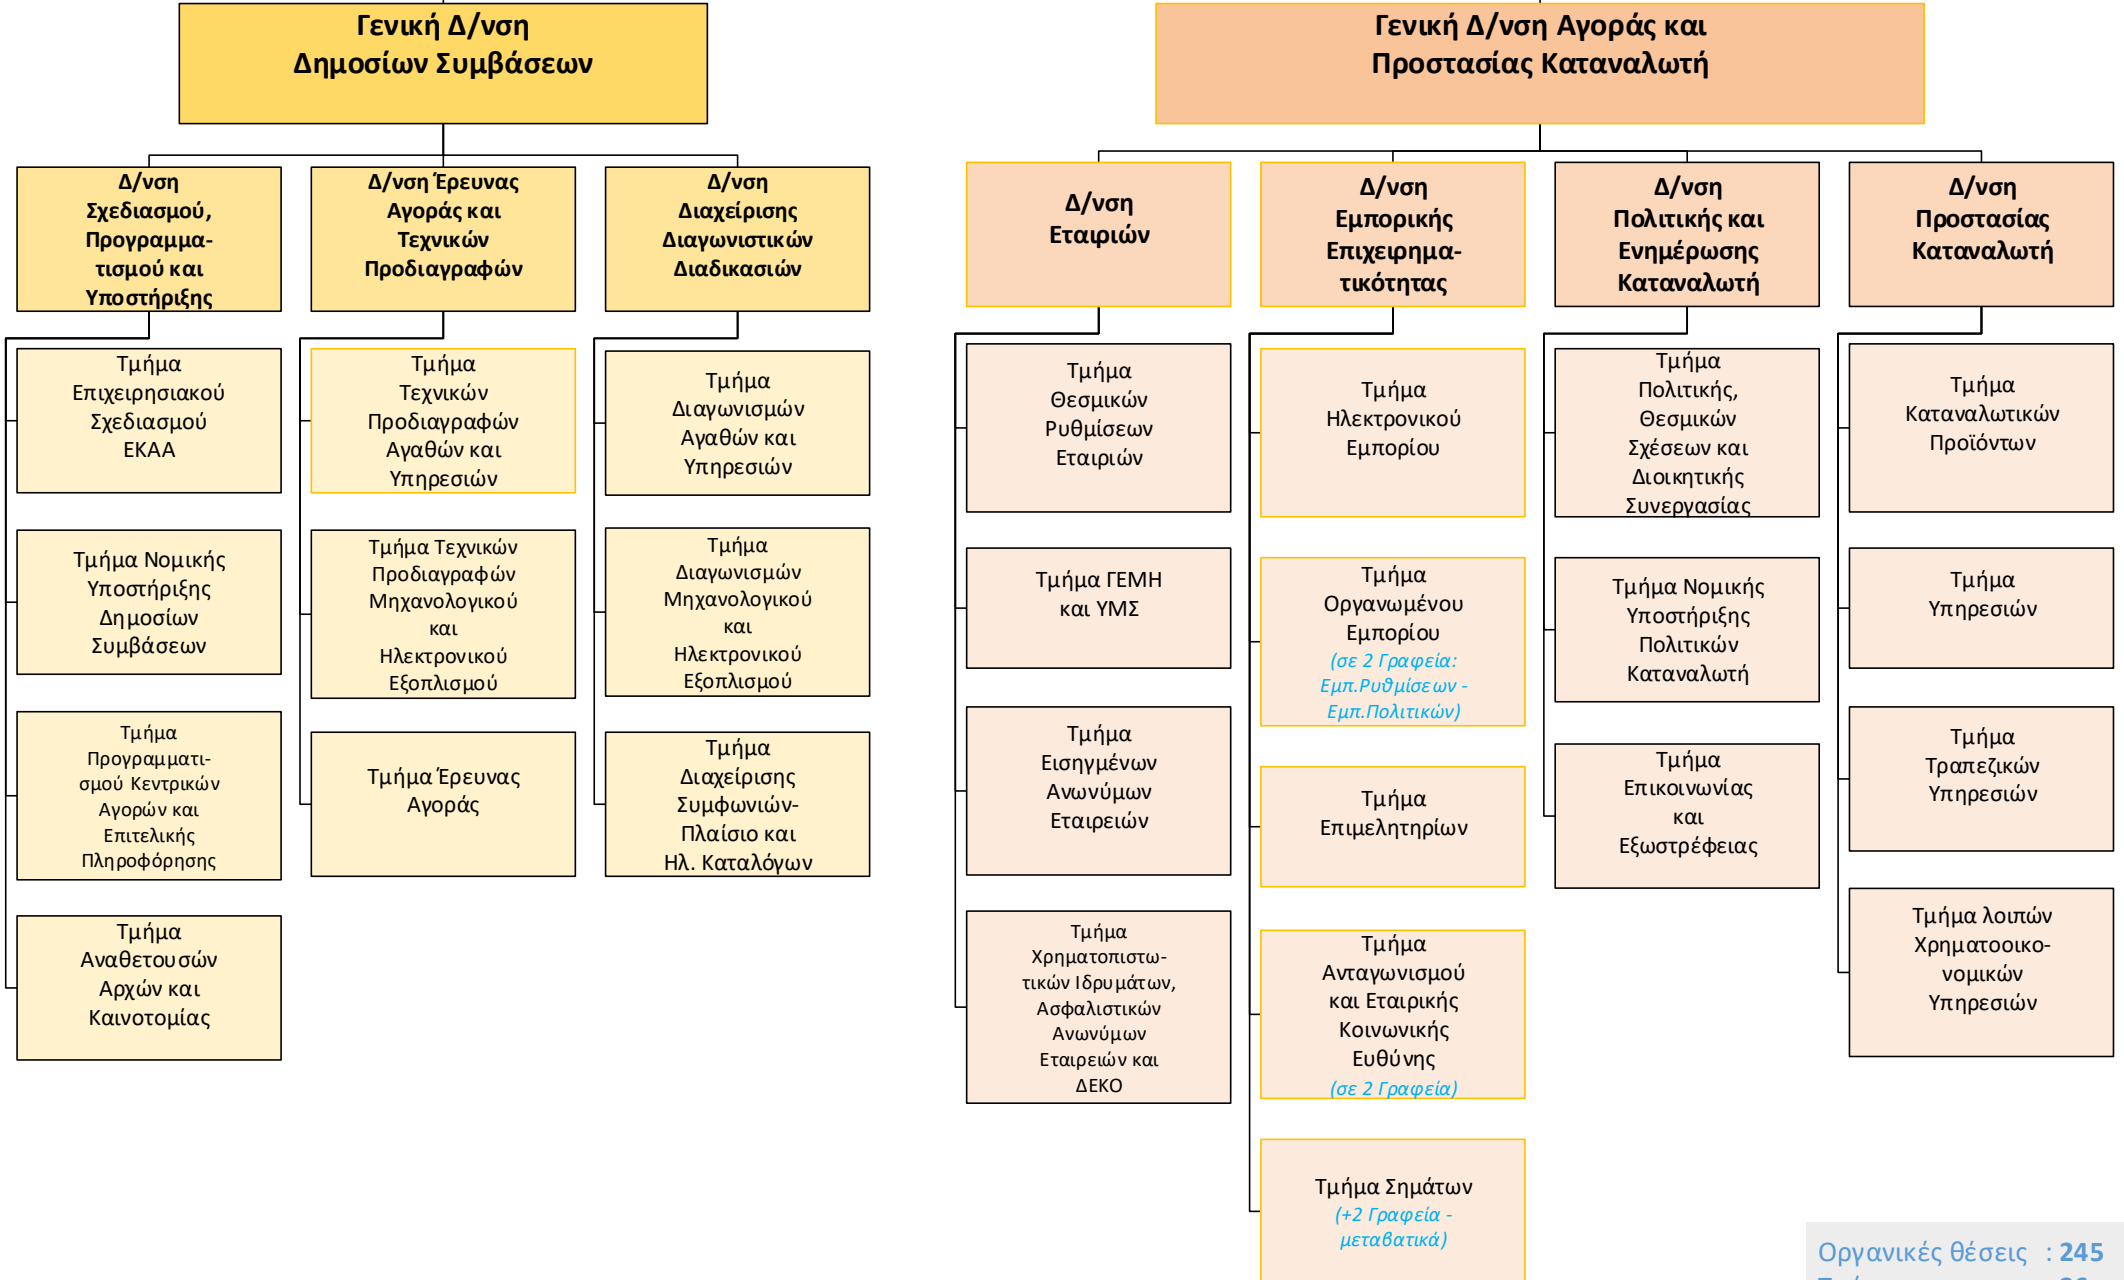 Γενική Δ/νση
Δημοσίων Συμβάσεων
Δ/νση
Σχεδιασμού,
Προγραμμα-
τισμού και
Υποστήριξης
Τμήμα
Επιχειρησιακού
Σχεδιασμού
ΕΚΑΑ
Τμήμα Νομικής
Υποστήριξης
Δημοσίων
Συμβάσεων
Τμήμα
Προγραμματι-
σμού Κεντρικών
Αγορών και
Επιτελικής
Πληροφόρησης
Τμήμα
Αναθετουσών
Αρχών και
Καινοτομίας
Δ/νση Έρευνας
Αγοράς και
Τεχνικών
Προδιαγραφών
Τμήμα
Τεχνικών
Προδιαγραφών
Αγαθών και
Υπηρεσιών
Τμήμα Τεχνικών
Προδιαγραφών
Μηχανολογικού
και
Ηλεκτρονικού
Εξοπλισμού
Τμήμα Έρευνας
Αγοράς
Δ/νση
Διαχείρισης
Διαγωνιστικών
Διαδικασιών
Τμήμα
Διαγωνισμών
Αγαθών και
Υπηρεσιών
Τμήμα
Διαγωνισμών
Μηχανολογικού
και
Ηλεκτρονικού
Εξοπλισμού
Τμήμα
Διαχείρισης
Συμφωνιών-
Πλαίσιο και
Ηλ. Καταλόγων
Γενική Δ/νση Αγοράς και
Προστασίας Καταναλωτή
Δ/νση
Εταιριών
Τμήμα
Θεσμικών
Ρυθμίσεων
Εταιριών
Τμήμα ΓΕΜΗ
και ΥΜΣ
Τμήμα
Εισηγμένων
Ανωνύμων
Εταιρειών
Τμήμα
Χρηματοπιστω-
τικών Ιδρυμάτων,
Ασφαλιστικών
Ανωνύμων
Εταιρειών και
ΔΕΚΟ
Δ/νση
Εμπορικής
Επιχειρημα-
τικότητας
Τμήμα
Ηλεκτρονικού
Εμπορίου
Τμήμα
Οργανωμένου
Εμπορίου
(σε 2 Γραφεία:
Εμπ.Ρυθμίσεων -
Εμπ.Πολιτικών)
Τμήμα
Επιμελητηρίων
Τμήμα
Ανταγωνισμού
και Εταιρικής
Κοινωνικής
Ευθύνης
(σε 2 Γραφεία)
Τμήμα Σημάτων
(+2 Γραφεία -
μεταβατικά)
Δ/νση
Πολιτικής και
Ενημέρωσης
Καταναλωτή
Τμήμα
Πολιτικής,
Θεσμικών
Σχέσεων και
Διοικητικής
Συνεργασίας
Τμήμα Νομικής
Υποστήριξης
Πολιτικών
Καταναλωτή
Τμήμα
Επικοινωνίας
και
Εξωστρέφειας
Δ/νση
Προστασίας
Καταναλωτή
Τμήμα
Καταναλωτικών
Προϊόντων
Τμήμα
Υπηρεσιών
Τμήμα
Τραπεζικών
Υπηρεσιών
Τμήμα λοιπών
Χρηματοοικο-
νομικών
Υπηρεσιών
Οργανικές θέσεις : 245